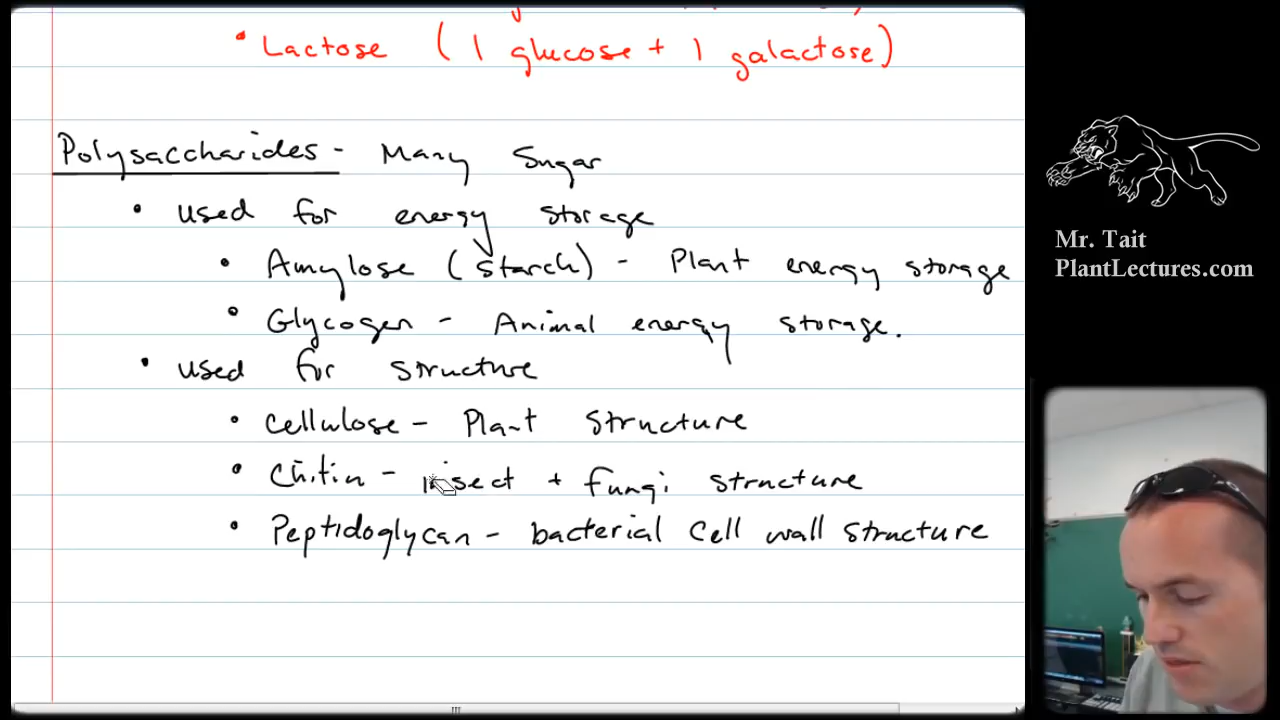 • Lactose ( 1 glucose + 1 galactose)
Polysaccharides - Many Sugar
• used for energy storage
• Amylose (starch) - Plant energy storage
• Glycogen - Animal energy storage.
• used for structure
• Cellulose - Plant Structure
• Chitin - insect + fungi structure
• Peptidoglycan - bacterial Cell wall structure
Mr. Tait
PlantLectures.com